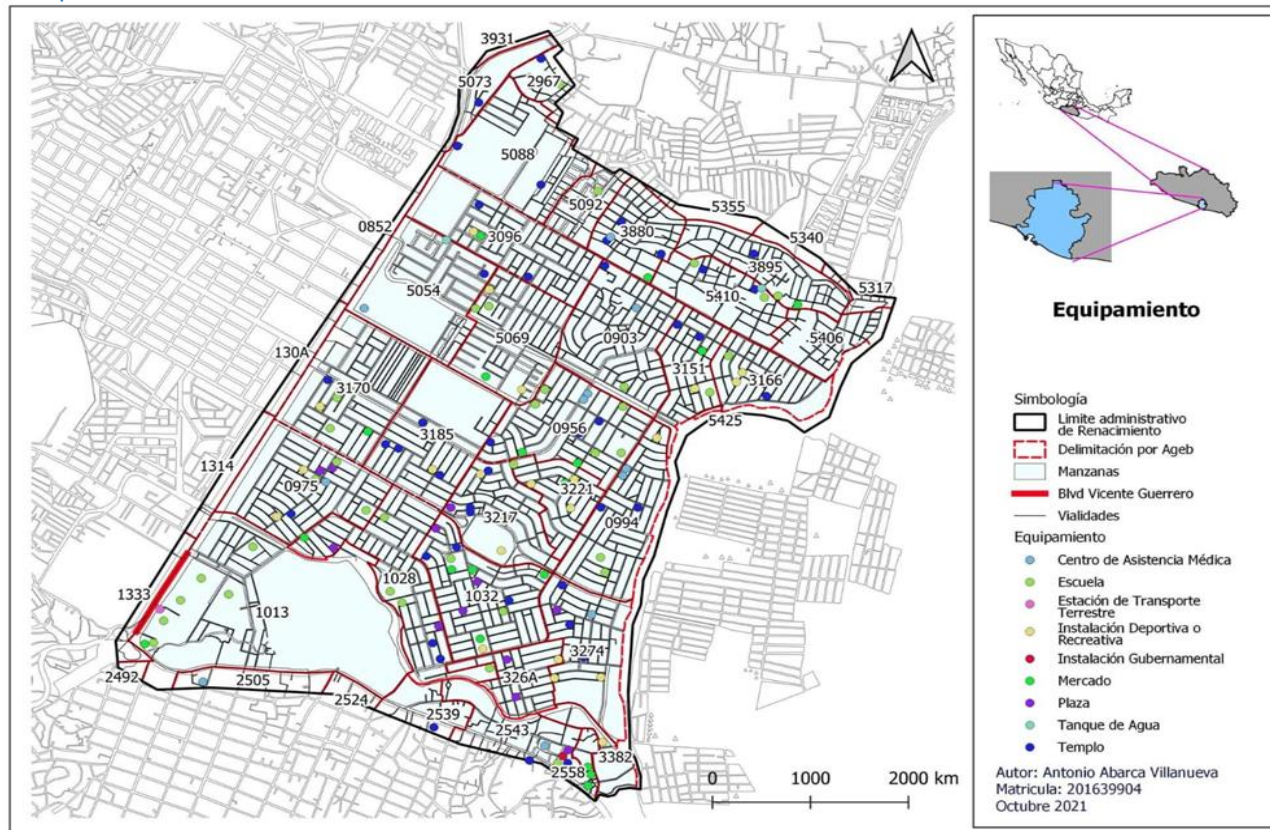 3931
5073
2967
5088
5092
5355
0852
3880
5340
3096
3895
5317
5054
5410
5406
5069
0903
130A
3151
3166
3170
5425
0956
3185
1314
0975
3221
3217
0994
1028
1032
1333
1013
3274
326A
2492
2505
2524
2539
2543
3382
2558
0 1000 2000 km
Equipamiento
Simbología
Limite administrativo
de Renacimiento
Delimitación por Ageb
Manzanas
Blvd Vicente Guerrero
Vialidades
Equipamiento
Centro de Asistencia Médica
Escuela
Estación de Transporte
Terrestre
Instalación Deportiva o
Recreativa
Instalación Gubernamental
Mercado
Plaza
Tanque de Agua
Templo
Autor: Antonio Abarca Villanueva
Matricula: 201639904
Octubre 2021